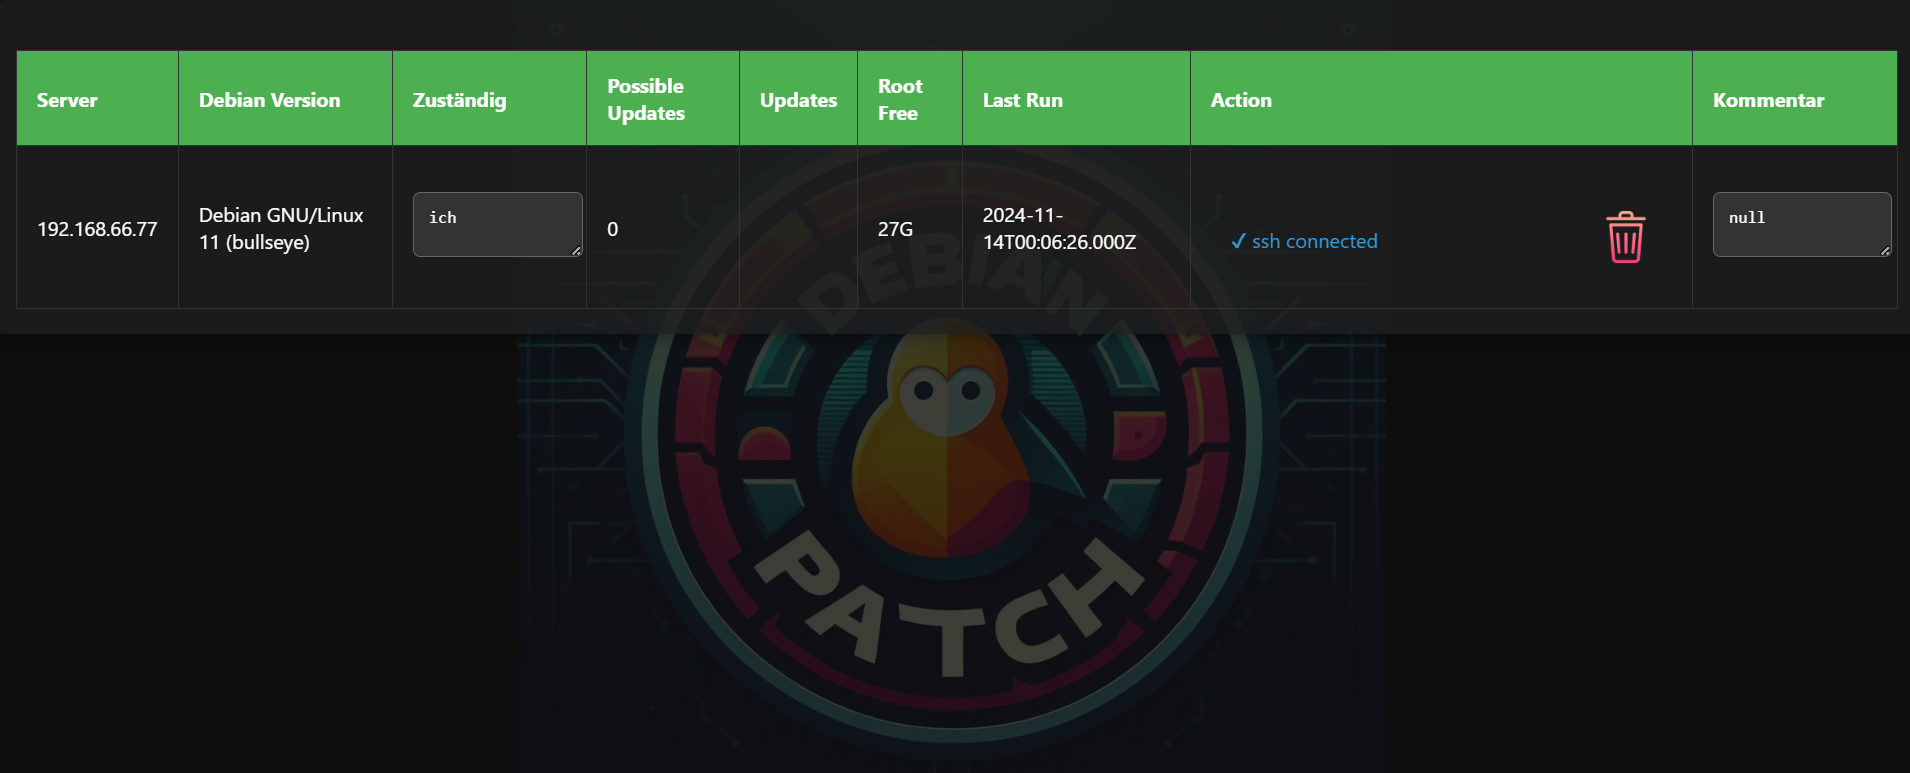 Server
Debian Version
Zuständig
Possible
Updates
Updates
Root
Free
Last Run
Action
Kommentar
192.168.66.77
Debian GNU/Linux
11 (bullseye)
ich
0
27G
2024-11-
14T00:06:26.000Z
✓ ssh connected
null
DEBIAN
PATCH